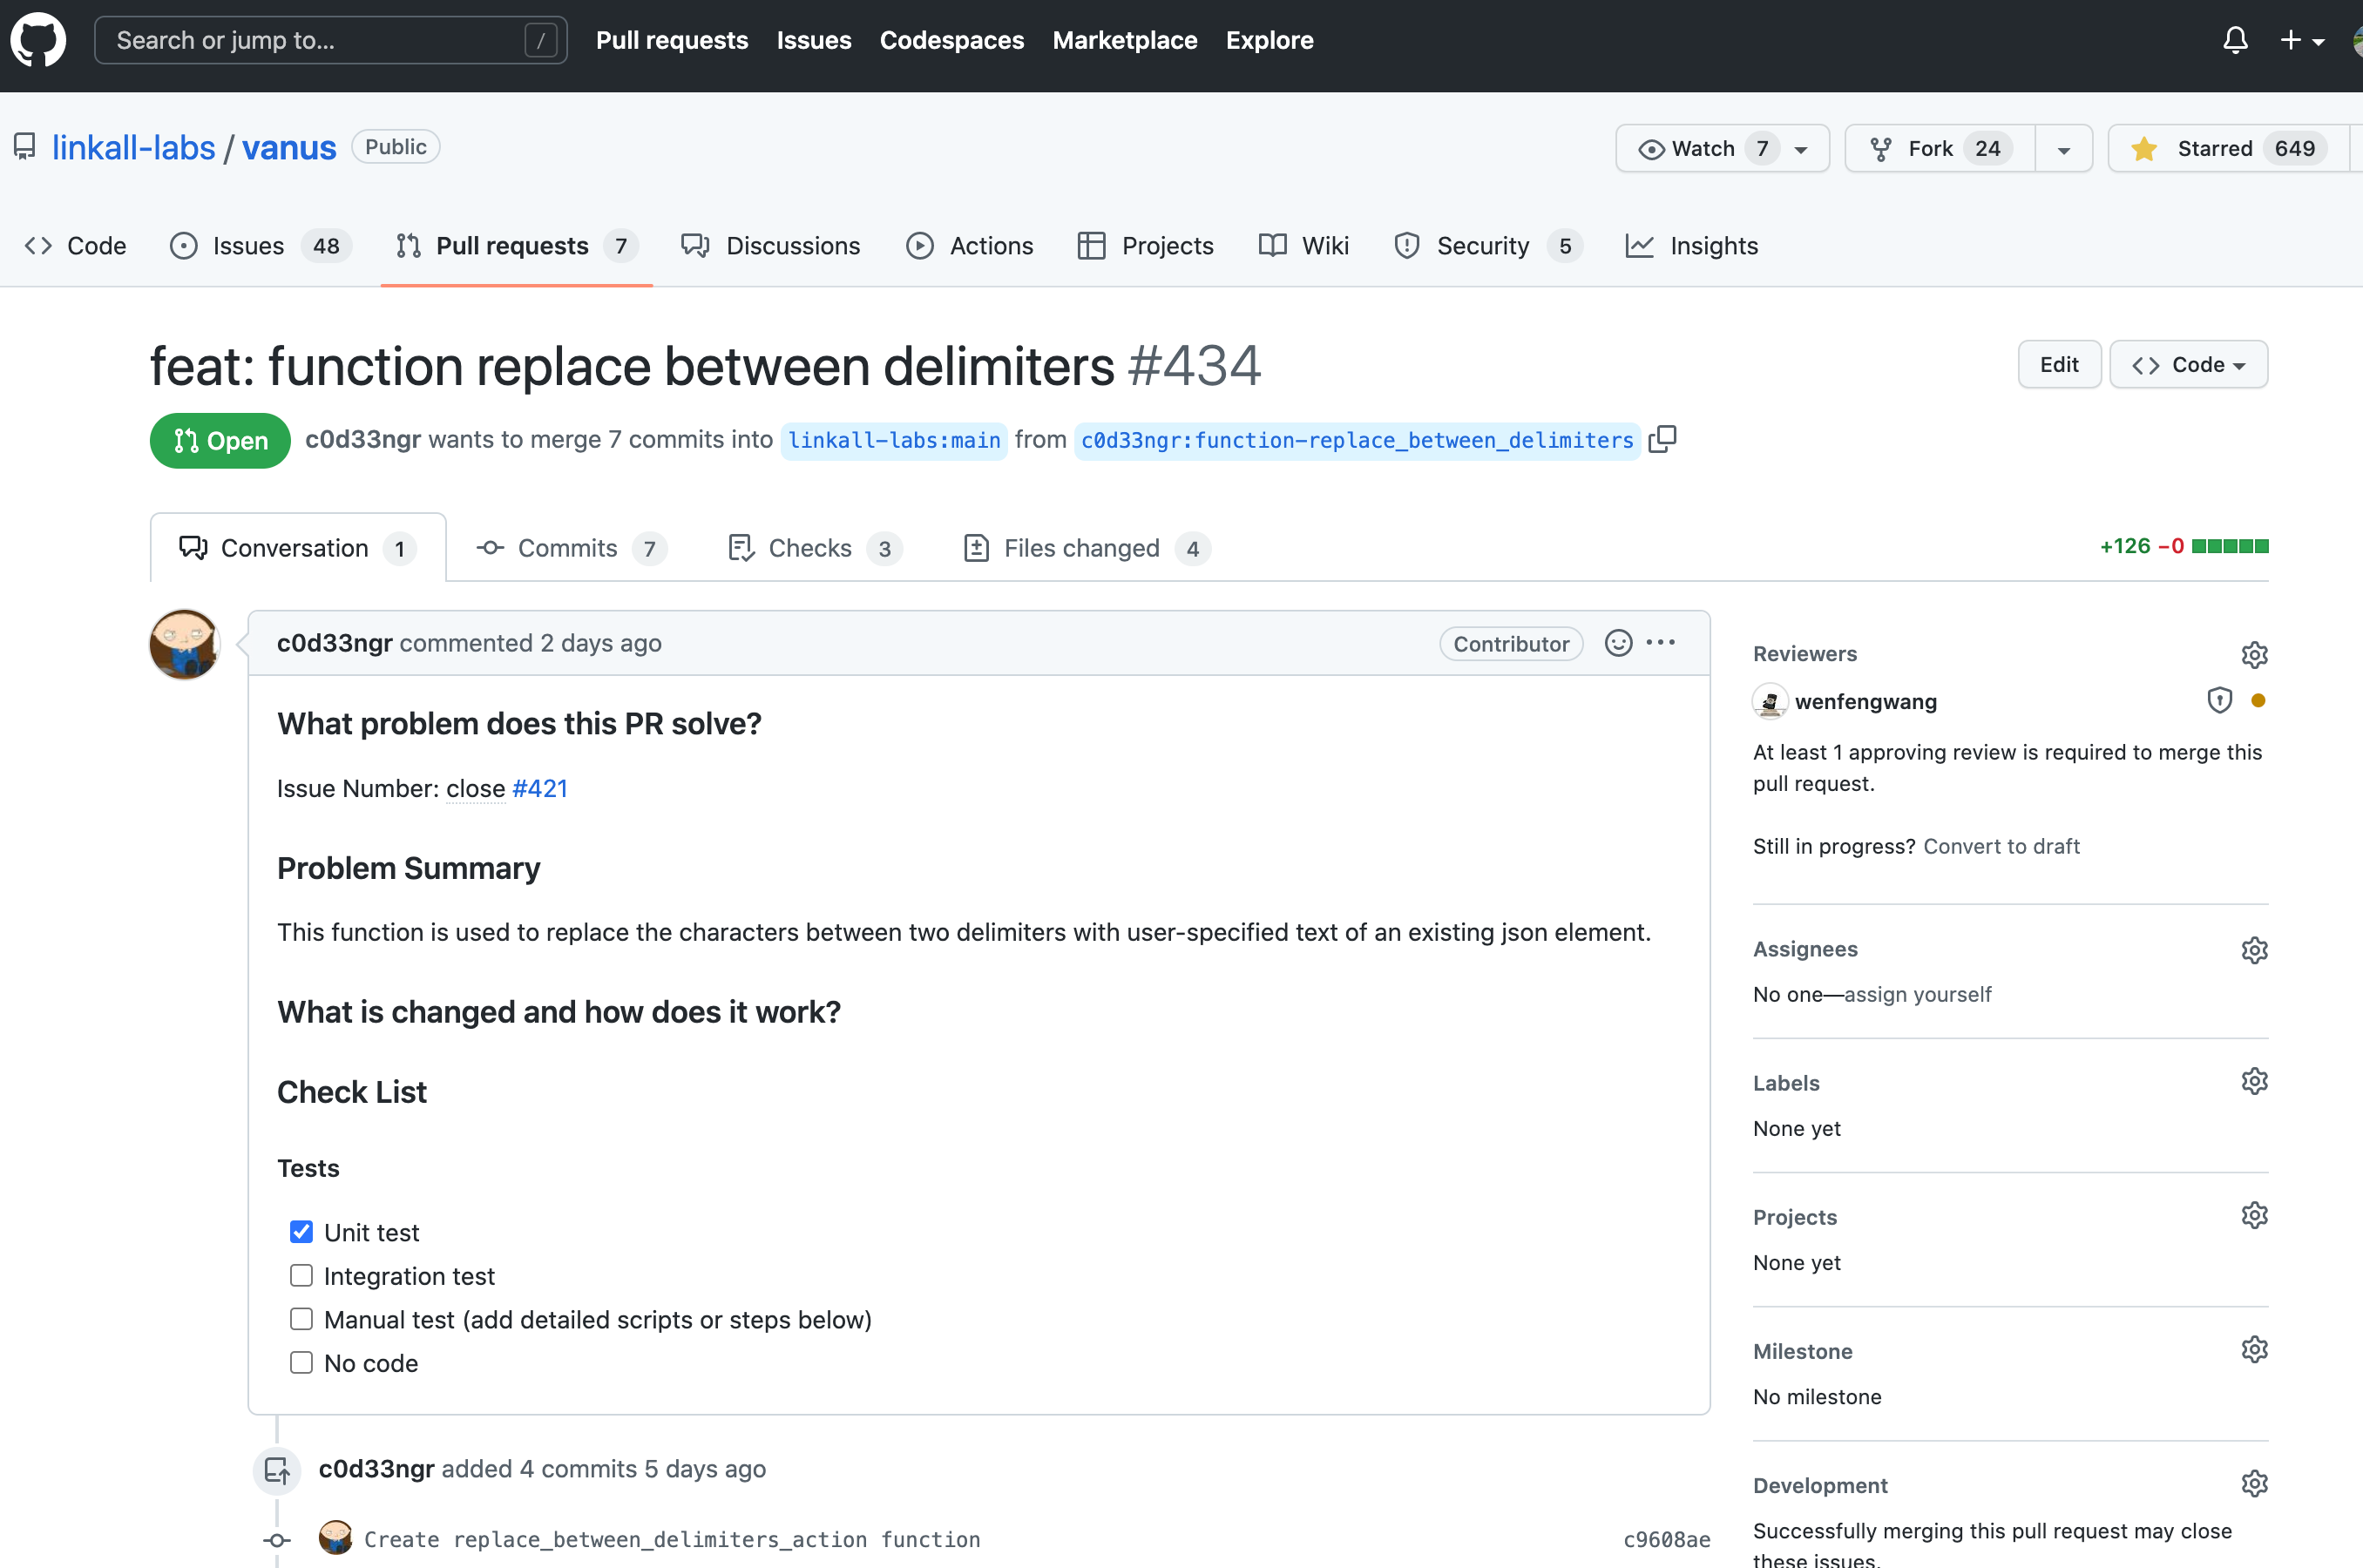 Search or jump to... /
Pull requests Issues Codespaces Marketplace Explore
linkall-labs / vanus Public
Watch 7 Fork 24 Starred 649
Code Issues 48 Pull requests 7 Discussions Actions Projects Wiki Security 5 Insights
feat: function replace between delimiters #434
Edit Code
Open c0d33ngr wants to merge 7 commits into linkall-labs:main from c0d33ngr:function-replace_between_delimiters
Conversation 1 Commits 7 Checks 3 Files changed 4
+126 −0
c0d33ngr commented 2 days ago Contributor
What problem does this PR solve?
Issue Number: close #421
Problem Summary
This function is used to replace the characters between two delimiters with user-specified text of an existing json element.
What is changed and how does it work?
Check List
Tests
Unit test
Integration test
Manual test (add detailed scripts or steps below)
No code
c0d33ngr added 4 commits 5 days ago
Create replace_between_delimiters_action function c9608ae
Reviewers
wenfengwang
At least 1 approving review is required to merge this
pull request.
Still in progress? Convert to draft
Assignees
No one—assign yourself
Labels
None yet
Projects
None yet
Milestone
No milestone
Development
Successfully merging this pull request may close
these issues.